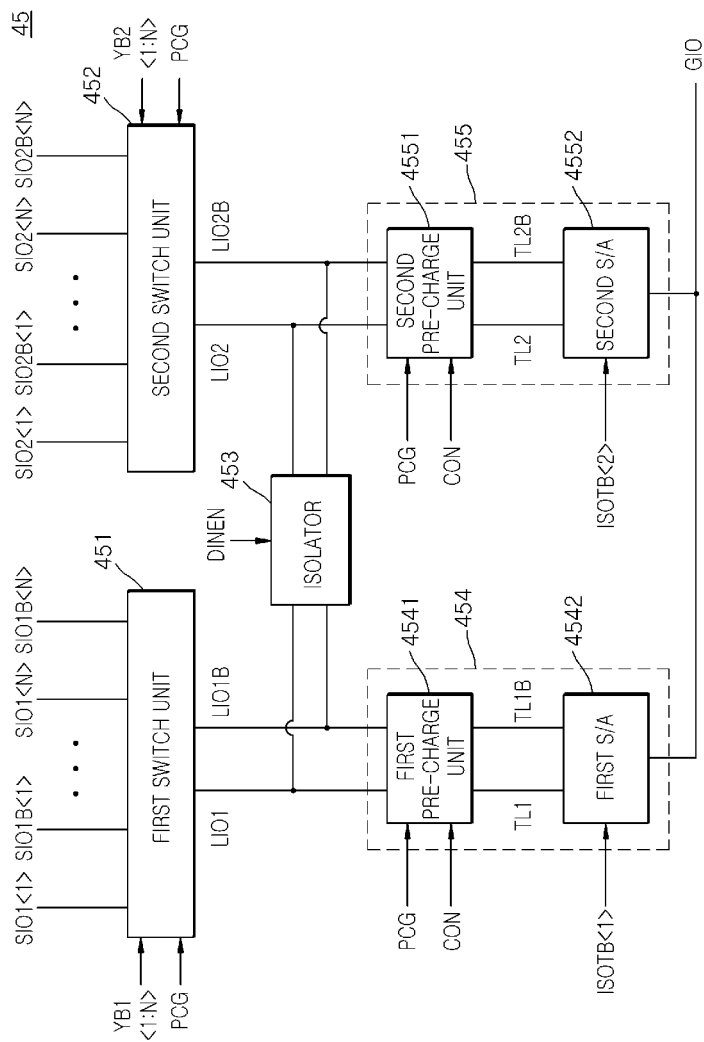 45
SIO1<1>
SIO1B<1>
SIO1<N>
SIO1B<N>
SIO2<1>
SIO2B<1>
SIO2<N>
SIO2B<N>
451
452
YB1
<1:N>
PCG
FIRST SWITCH UNIT
SECOND SWITCH UNIT
YB2
<1:N>
PCG
LIO1
LIO1B
LIO2
LIO2B
DINEN
453
ISOLATOR
PCG
CON
FIRST
PRE-CHARGE
UNIT
4541
454
PCG
CON
SECOND
PRE-CHARGE
UNIT
4551
455
TL1
TL1B
TL2
TL2B
ISOTB<1>
FIRST S/A
4542
ISOTB<2>
SECOND S/A
4552
GIO